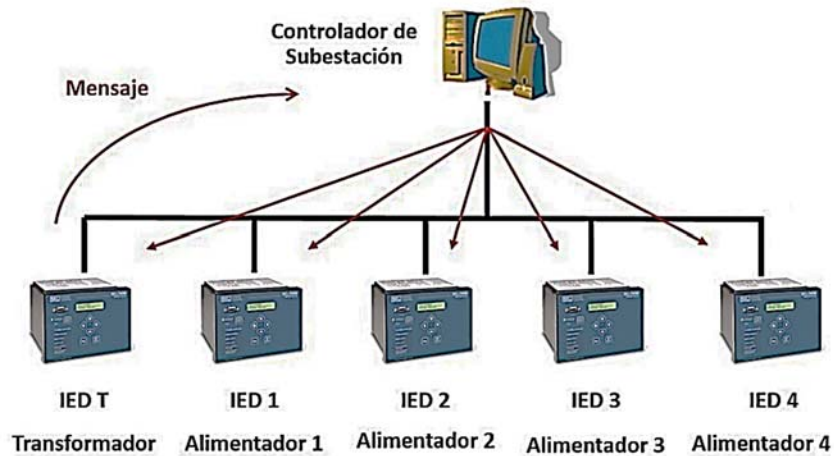 Controlador de
Subestación
Mensaje
IED T
IED 1
IED 2
IED 3
IED 4
Transformador
Alimentador 1
Alimentador 2
Alimentador 3
Alimentador 4